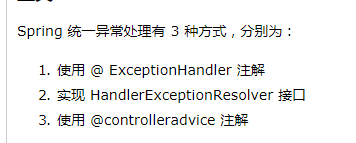 Spring 统一异常处理有 3 种方式，分别为：
1. 使用 @ ExceptionHandler 注解
2. 实现 HandlerExceptionResolver 接口
3. 使用 @controlleradvice 注解